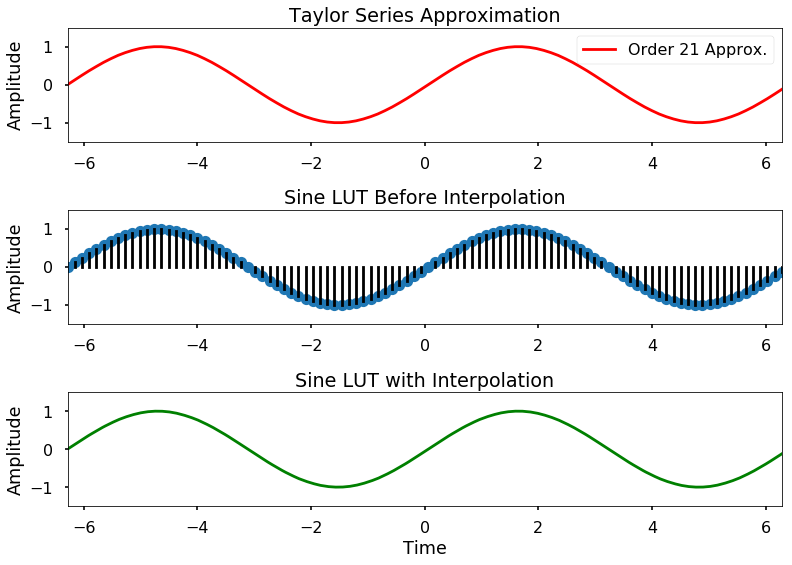 Taylor Series Approximation
Amplitude
1
0
−1
Order 21 Approx.
−6 −4 −2 0 2 4 6
Sine LUT Before Interpolation
Amplitude
1
0
−1
−6 −4 −2 0 2 4 6
Sine LUT with Interpolation
Amplitude
1
0
−1
−6 −4 −2 0 2 4 6
Time